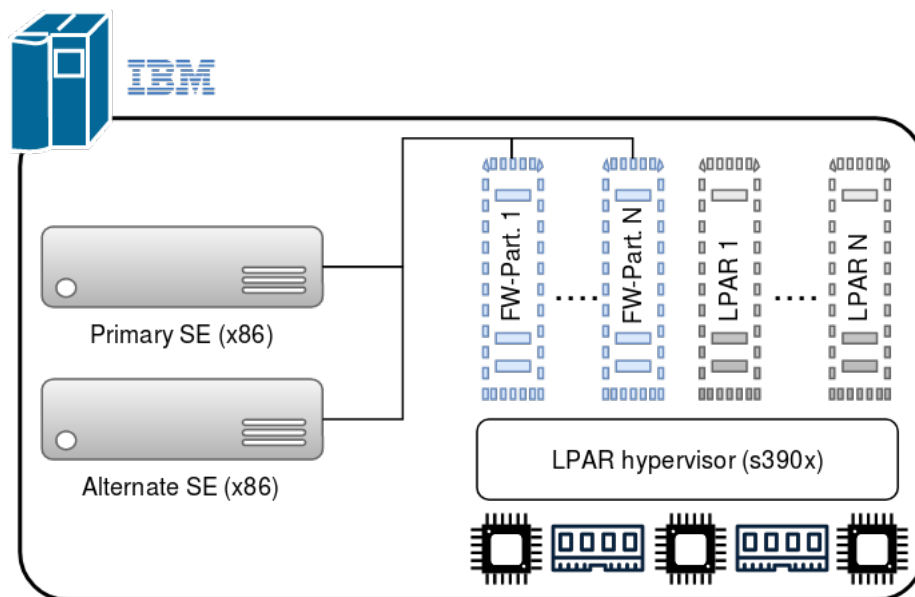 IBM
FW-Part. 1
....
FW-Part. N
LPAR 1
....
LPAR N
Primary SE (x86)
Alternate SE (x86)
LPAR hypervisor (s390x)